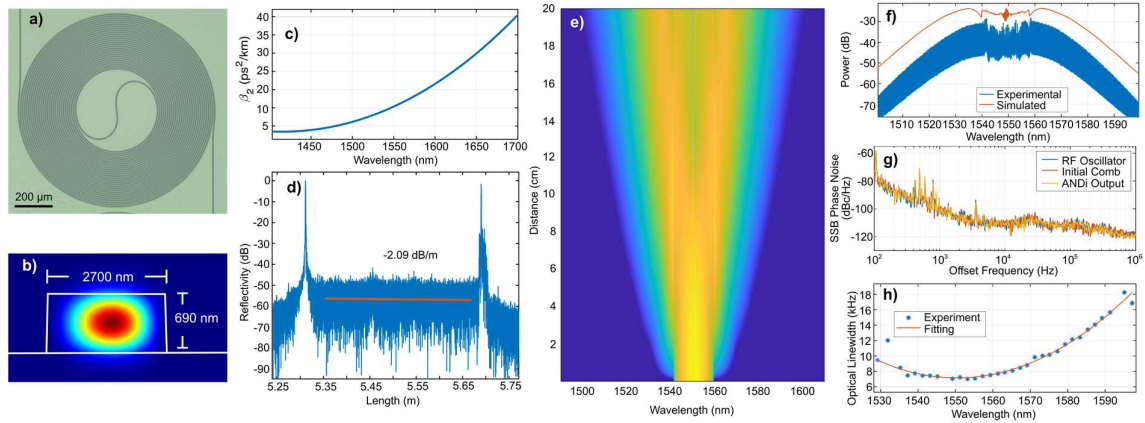 a)
200 µm
b)
2700 nm
690 nm
c)
β₂ (ps²/km)
45
40
35
30
25
20
15
10
5
1450 1500 1550 1600 1650 1700
Wavelength (nm)
d)
Reflectivity (dB)
0
-10
-20
-30
-40
-50
-60
-70
-80
-90
-2.09 dB/m
5.25 5.35 5.45 5.55 5.65 5.75
Length (m)
e)
Distance (cm)
20
18
16
14
12
10
8
6
4
2
1500 1520 1540 1560 1580 1600
Wavelength (nm)
f)
Power (dB)
-30
-40
-50
-60
-70
Experimental
Simulated
1510 1520 1530 1540 1550 1560 1570 1580 1590
Wavelength (nm)
g)
SSB Phase Noise
(dBc/Hz)
-60
-80
-100
-120
RF Oscillator
Initial Comb
ANDi Output
10² 10³ 10⁴ 10⁵ 10⁶
Offset Frequency (Hz)
h)
Optical Linewidth (kHz)
18
16
14
12
10
8
6
Experiment
Fitting
1530 1540 1550 1560 1570 1580 1590
Wavelength (nm)